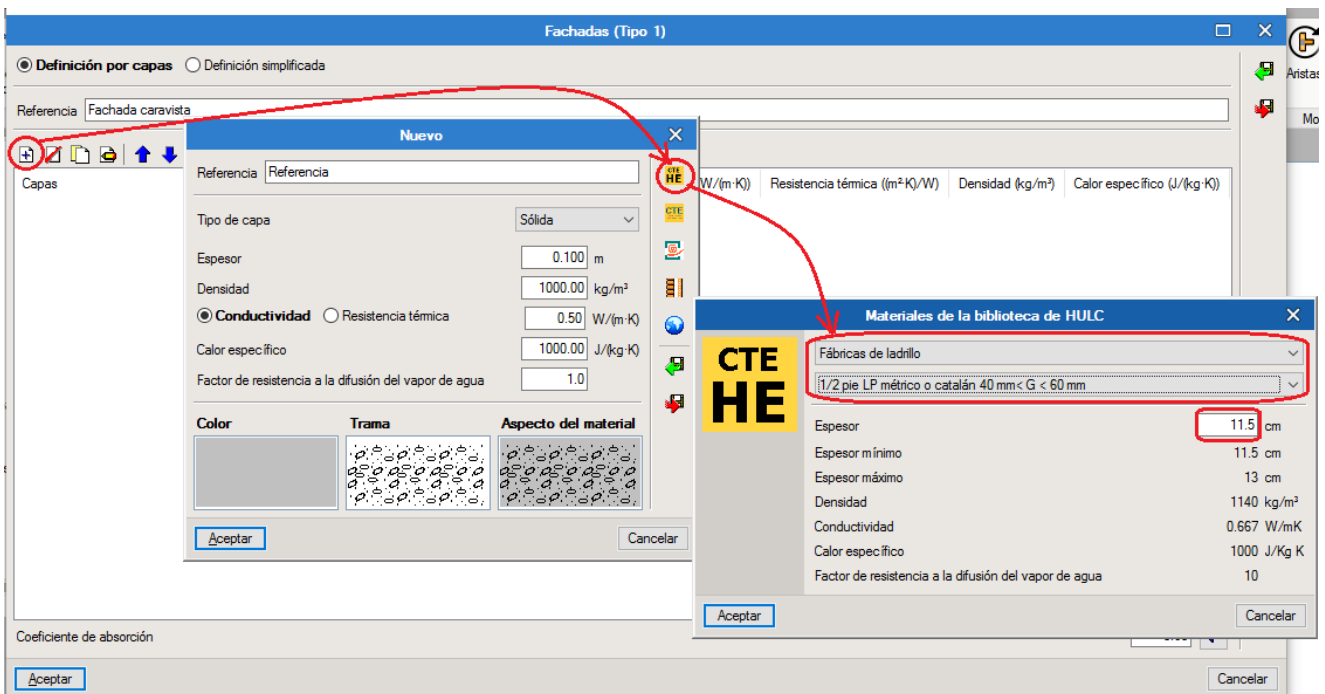 Fachadas (Tipo 1)
Definición por capas Definición simplificada
Aristas
Referencia Fachada caravista
Mo
Nuevo
Capas
W/(m·K)) Resistencia térmica ((m²·K)/W) Densidad (kg/m³) Calor específico (J/(kg·K))
Referencia Referencia
CTE HE
Tipo de capa Sólida
CTE
Espesor 0.100 m
Densidad 1000.00 kg/m³
Conductividad Resistencia térmica 0.50 W/(m·K)
Calor específico 1000.00 J/(kg·K)
Factor de resistencia a la difusión del vapor de agua 1.0
Color Trama Aspecto del material
Aceptar Cancelar
Materiales de la biblioteca de HULC
CTE
HE
Fábricas de ladrillo
1/2 pie LP métrico o catalán 40 mm< G < 60 mm
Espesor 11.5 cm
Espesor mínimo 11.5 cm
Espesor máximo 13 cm
Densidad 1140 kg/m³
Conductividad 0.667 W/mK
Calor específico 1000 J/Kg K
Factor de resistencia a la difusión del vapor de agua 10
Aceptar Cancelar
Coeficiente de absorción
Aceptar Cancelar